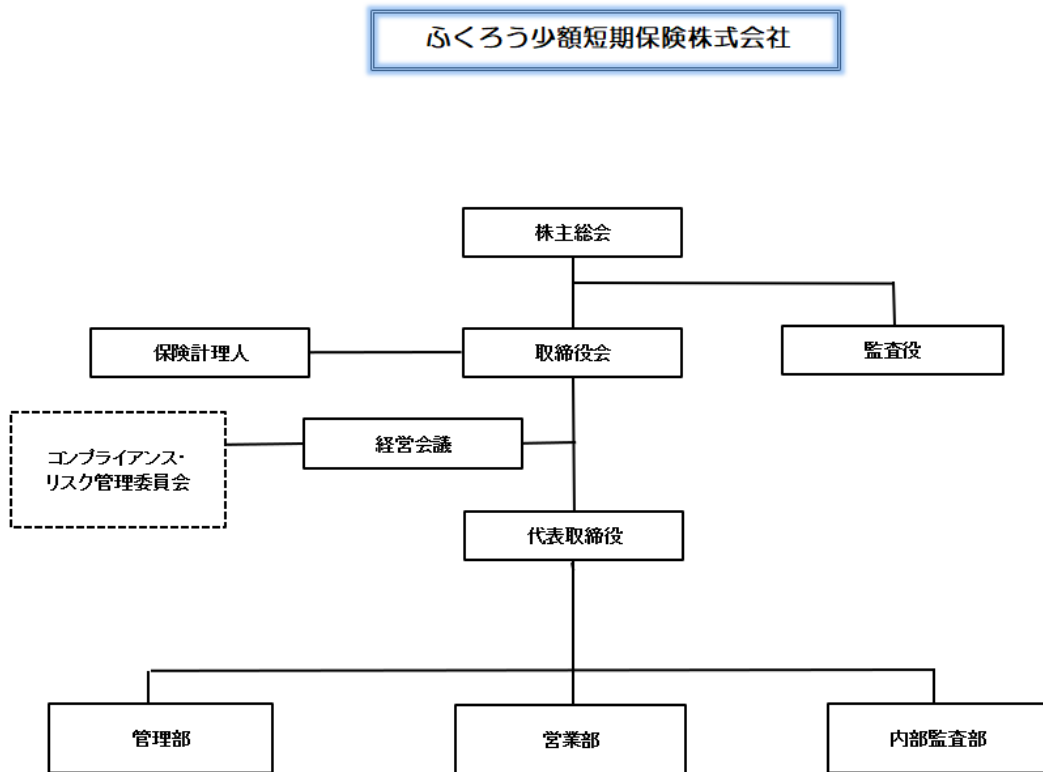 ふくろう少額短期保険株式会社
株主総会
保険計理人
取締役会
監査役
コンプライアンス・
リスク管理委員会
経営会議
代表取締役
管理部
営業部
内部監査部